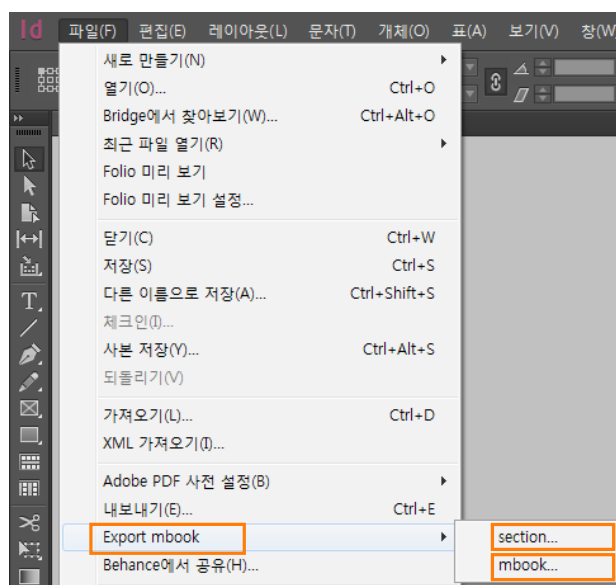 Id 파일(F) 편집(E) 레이아웃(L) 문자(T) 개체(O) 표(A) 보기(V) 창(W
새로 만들기(N)
열기(O)... Ctrl+O
Bridge에서 찾아보기(W)... Ctrl+Alt+O
최근 파일 열기(R)
Folio 미리 보기
Folio 미리 보기 설정...
닫기(C) Ctrl+W
저장(S) Ctrl+S
다른 이름으로 저장(A)... Ctrl+Shift+S
체크인(I)...
사본 저장(Y)... Ctrl+Alt+S
되돌리기(V)
가져오기(L)... Ctrl+D
XML 가져오기(I)...
Adobe PDF 사전 설정(B)
내보내기(E)... Ctrl+E
Export mbook section...
Behance에서 공유(H)... mbook...